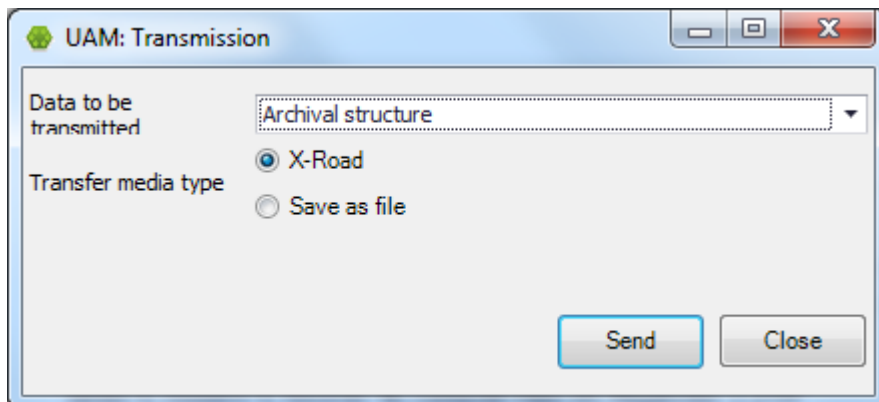 UAM: Transmission
Data to be
transmitted
Archival structure
Transfer media type
X-Road
Save as file
Send
Close